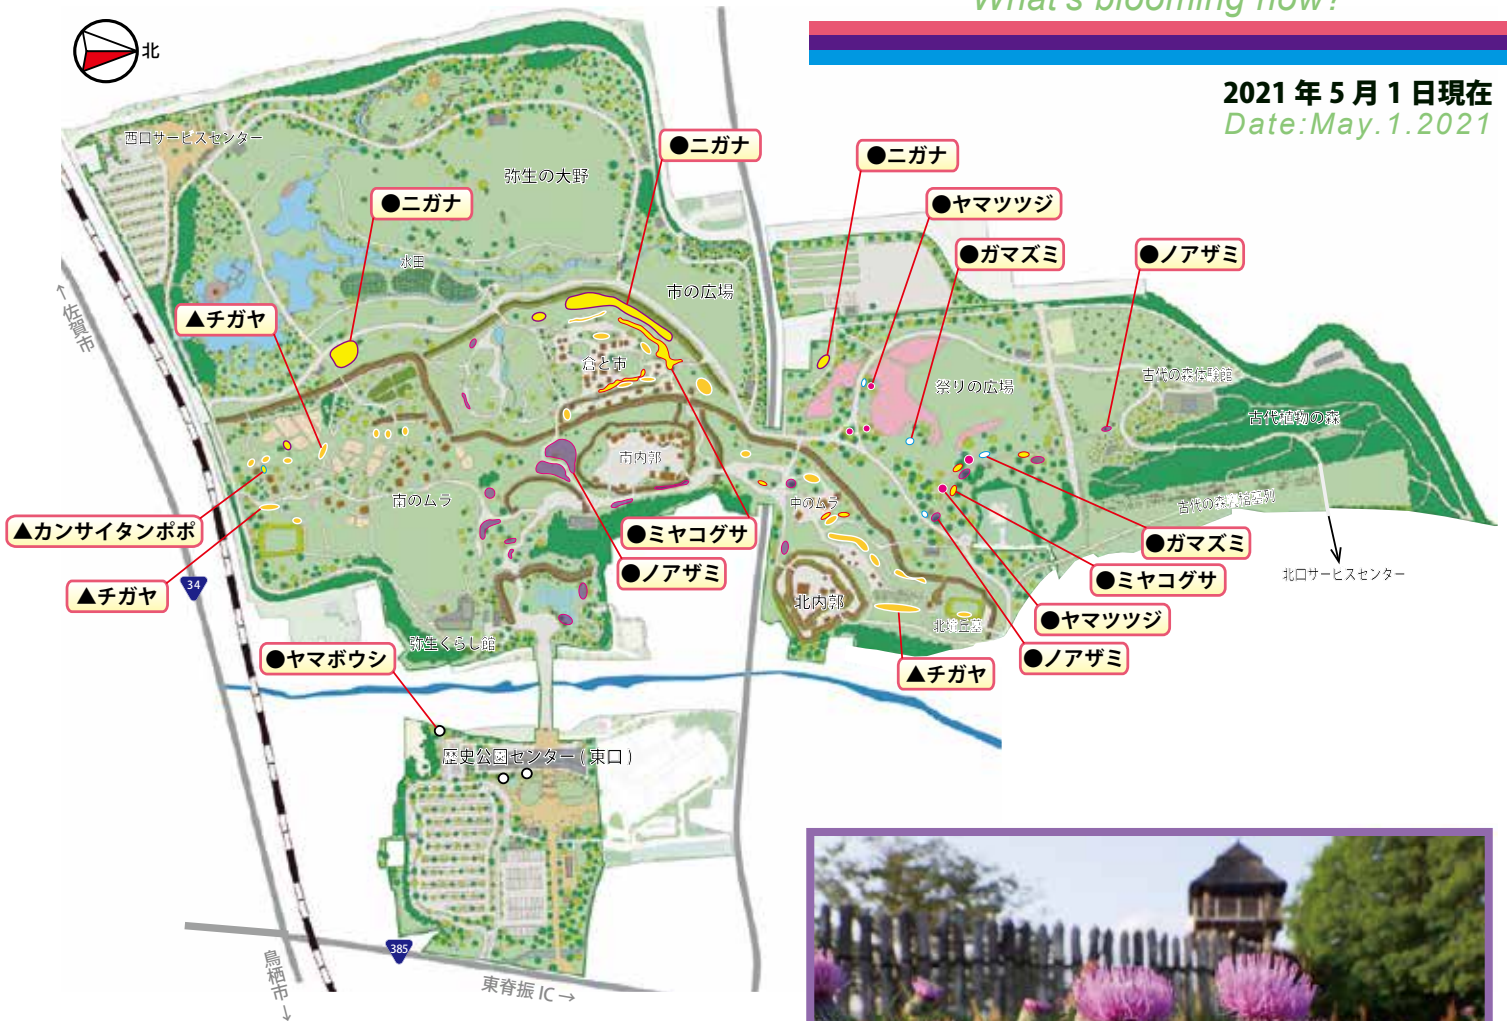 What's blooming now?
2021年5月1日現在
Date:May.1.2021
北
西口サービスセンター
弥生の大野
●ニガナ
●ニガナ
●ニガナ
●ヤマツツジ
●ガマズミ
●ノアザミ
水田
市の広場
↑佐賀市
▲チガヤ
倉と市
祭りの広場
古代の森体験館
古代植物の森
南内郭
南のムラ
中のムラ
古代の森
▲カンサイタンポポ
●ミヤコグサ
●ノアザミ
●ガマズミ
●ミヤコグサ
北口サービスセンター
▲チガヤ
34
北内郭
北墳丘墓
●ヤマツツジ
●ノアザミ
▲チガヤ
弥生くらし館
●ヤマボウシ
歴史公園センター(東口)
385
鳥栖市→
東脊振IC→